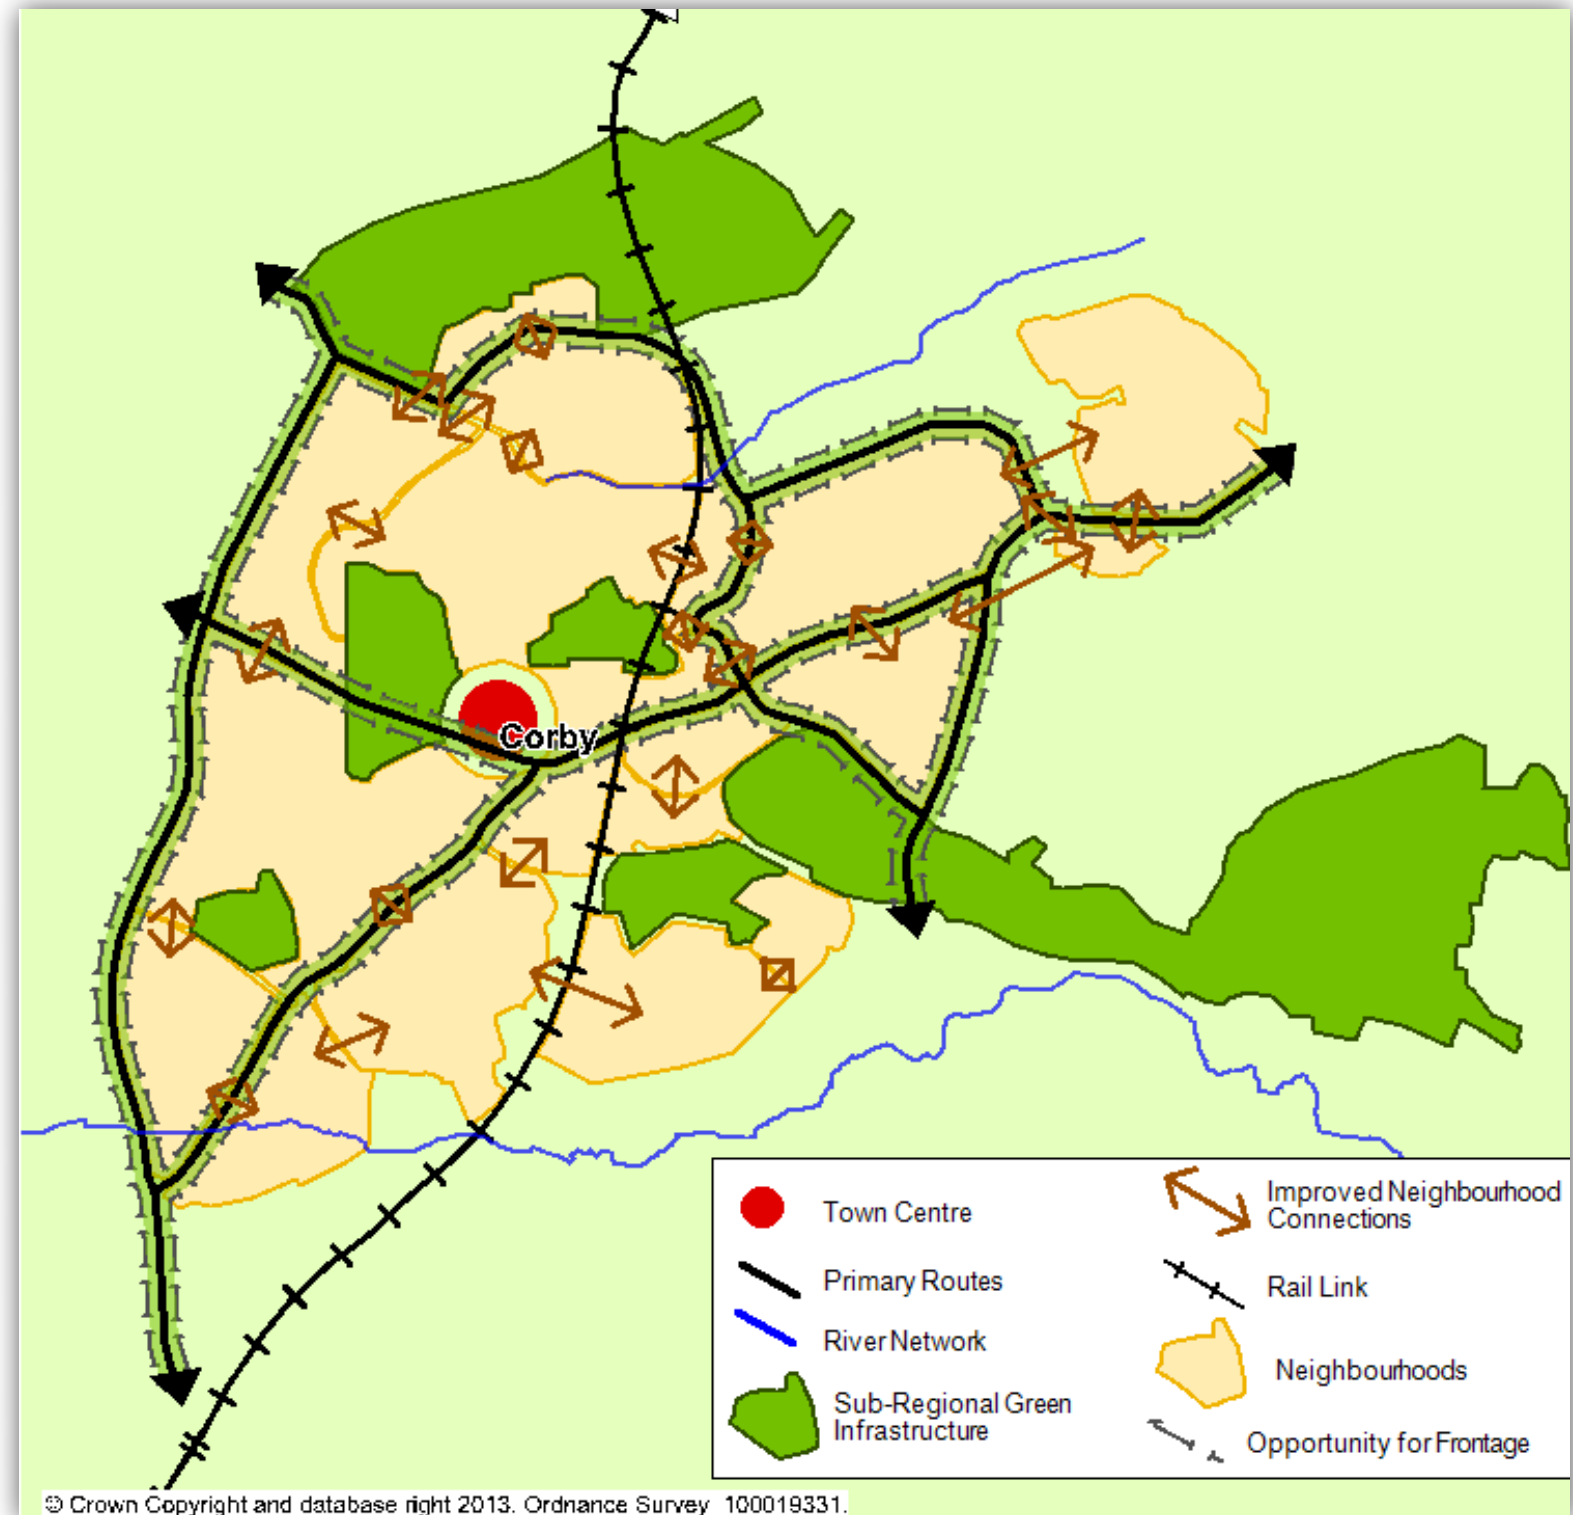 Corby
Town Centre
Primary Routes
River Network
Sub-Regional Green
Infrastructure
Improved Neighbourhood
Connections
Rail Link
Neighbourhoods
Opportunity for Frontage
© Crown Copyright and database right 2013. Ordnance Survey 100019331.